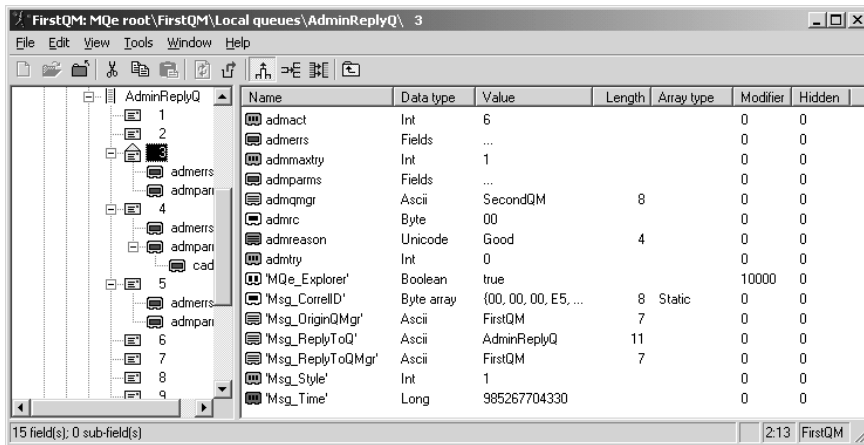 FirstQM: MQe root\FirstQM\Local queues\AdminReplyQ\ 3
File Edit View Tools Window Help
AdminReplyQ
1
2
3
admerrs
admparr
4
admerrs
admparr
cad
5
admerrs
admparr
6
7
8
9
Name Data type Value Length Array type Modifier Hidden
admact Int 6 0 0
admerrs Fields ... 0 0
admmaxtry Int 1 0 0
admparms Fields ... 0 0
admqmgr Ascii SecondQM 8 0 0
admrc Byte 00 0 0
admreason Unicode Good 4 0 0
admtry Int 0 0 0
'MQe_Explorer' Boolean true 10000 0
'Msg_CorrelID' Byte array {00, 00, 00, E5, ... 8 Static 0 0
'Msg_OriginQMgr' Ascii FirstQM 7 0 0
'Msg_ReplyToQ' Ascii AdminReplyQ 11 0 0
'Msg_ReplyToQMgr' Ascii FirstQM 7 0 0
'Msg_Style' Int 1 0 0
'Msg_Time' Long 985267704330 0 0
15 field(s); 0 sub-field(s) 2:13 FirstQM